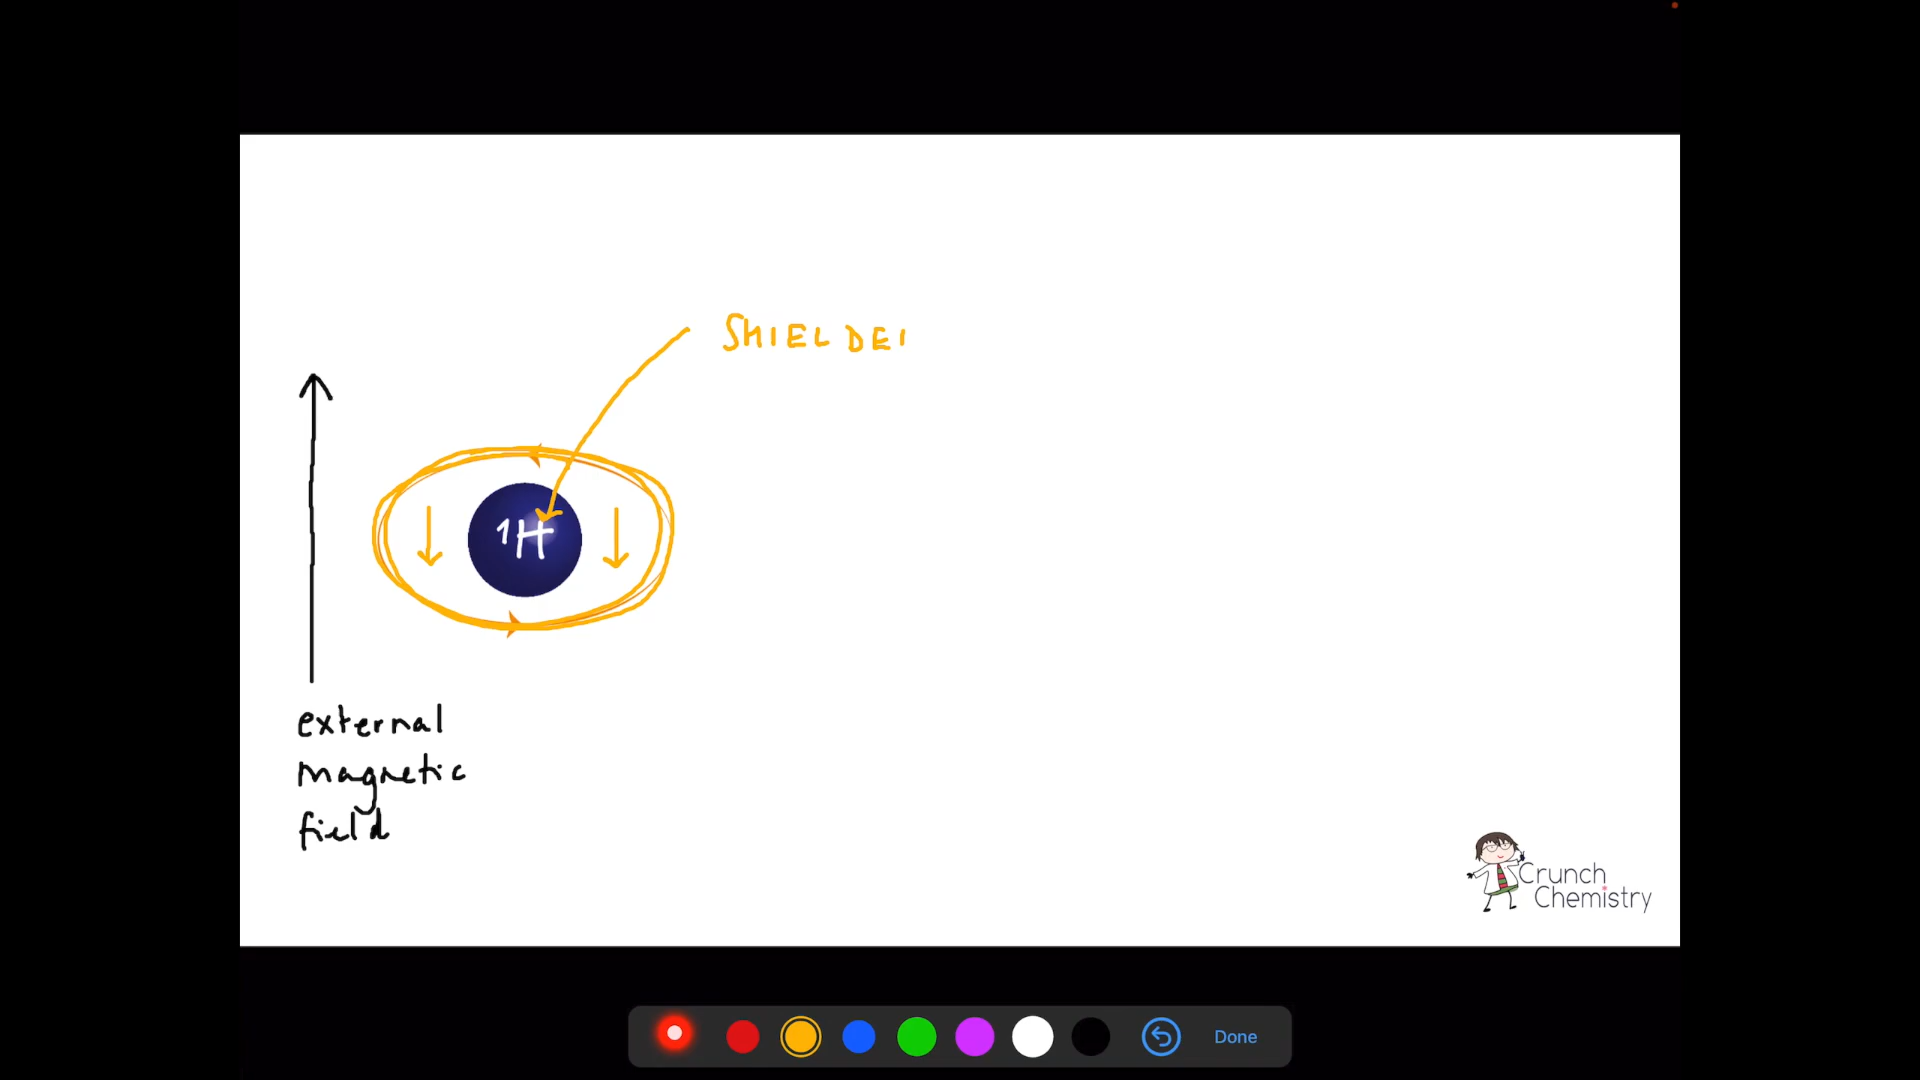 SHIELDEI
¹H
external
magnetic
field
Crunch
Chemistry
Done